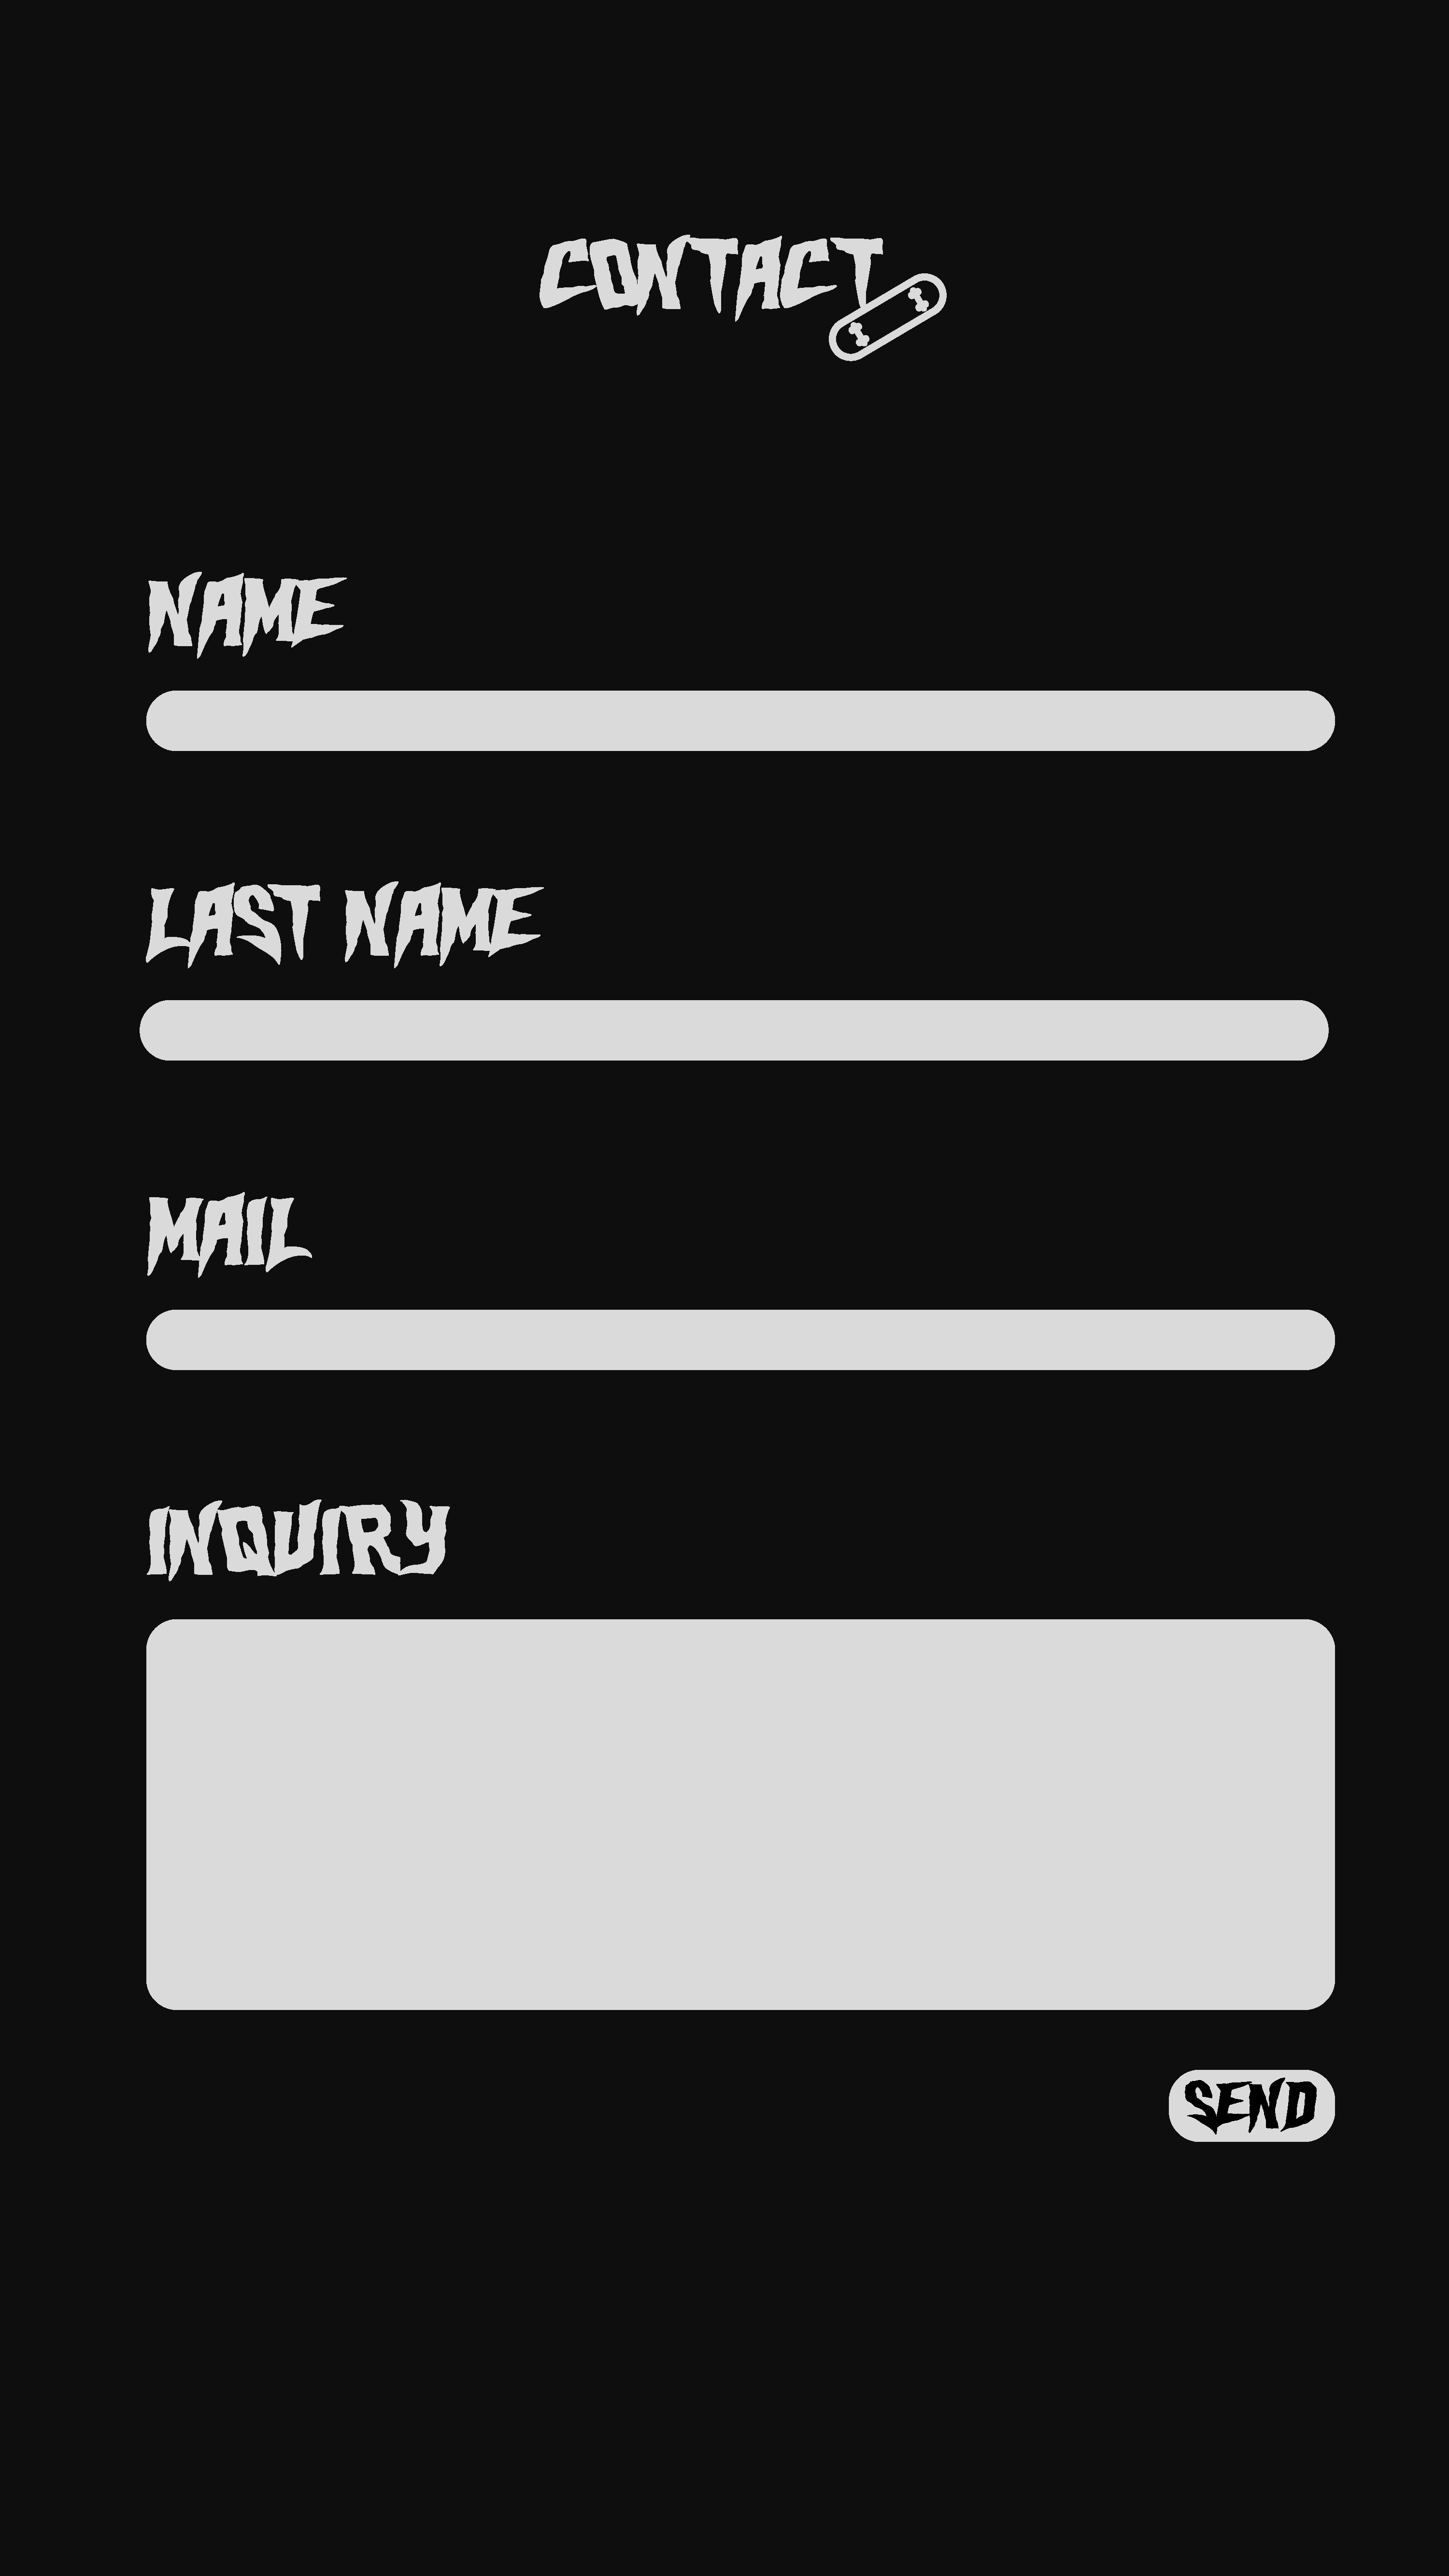 CONTACT
NAME
LAST NAME
MAIL
INQUIRY
SEND